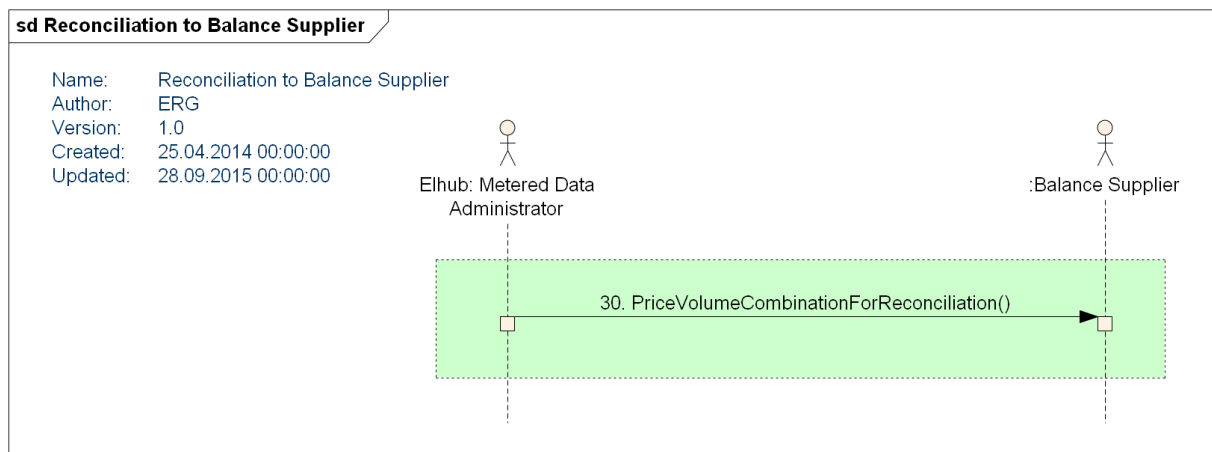 sd Reconciliation to Balance Supplier
Name: Reconciliation to Balance Supplier
Author: ERG
Version: 1.0
Created: 25.04.2014 00:00:00
Updated: 28.09.2015 00:00:00
Elhub: Metered Data
Administrator
:Balance Supplier
30. PriceVolumeCombinationForReconciliation()